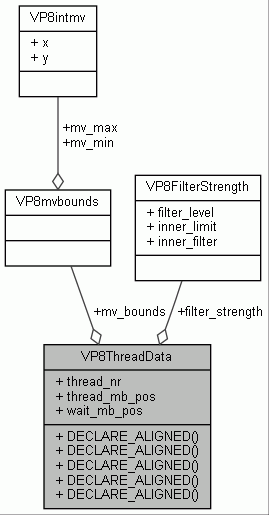 VP8intmv
+ x
+ y
+mv_max
+mv_min
VP8mvbounds
VP8FilterStrength
+ filter_level
+ inner_limit
+ inner_filter
+mv_bounds
+filter_strength
VP8ThreadData
+ thread_nr
+ thread_mb_pos
+ wait_mb_pos
+ DECLARE_ALIGNED()
+ DECLARE_ALIGNED()
+ DECLARE_ALIGNED()
+ DECLARE_ALIGNED()
+ DECLARE_ALIGNED()